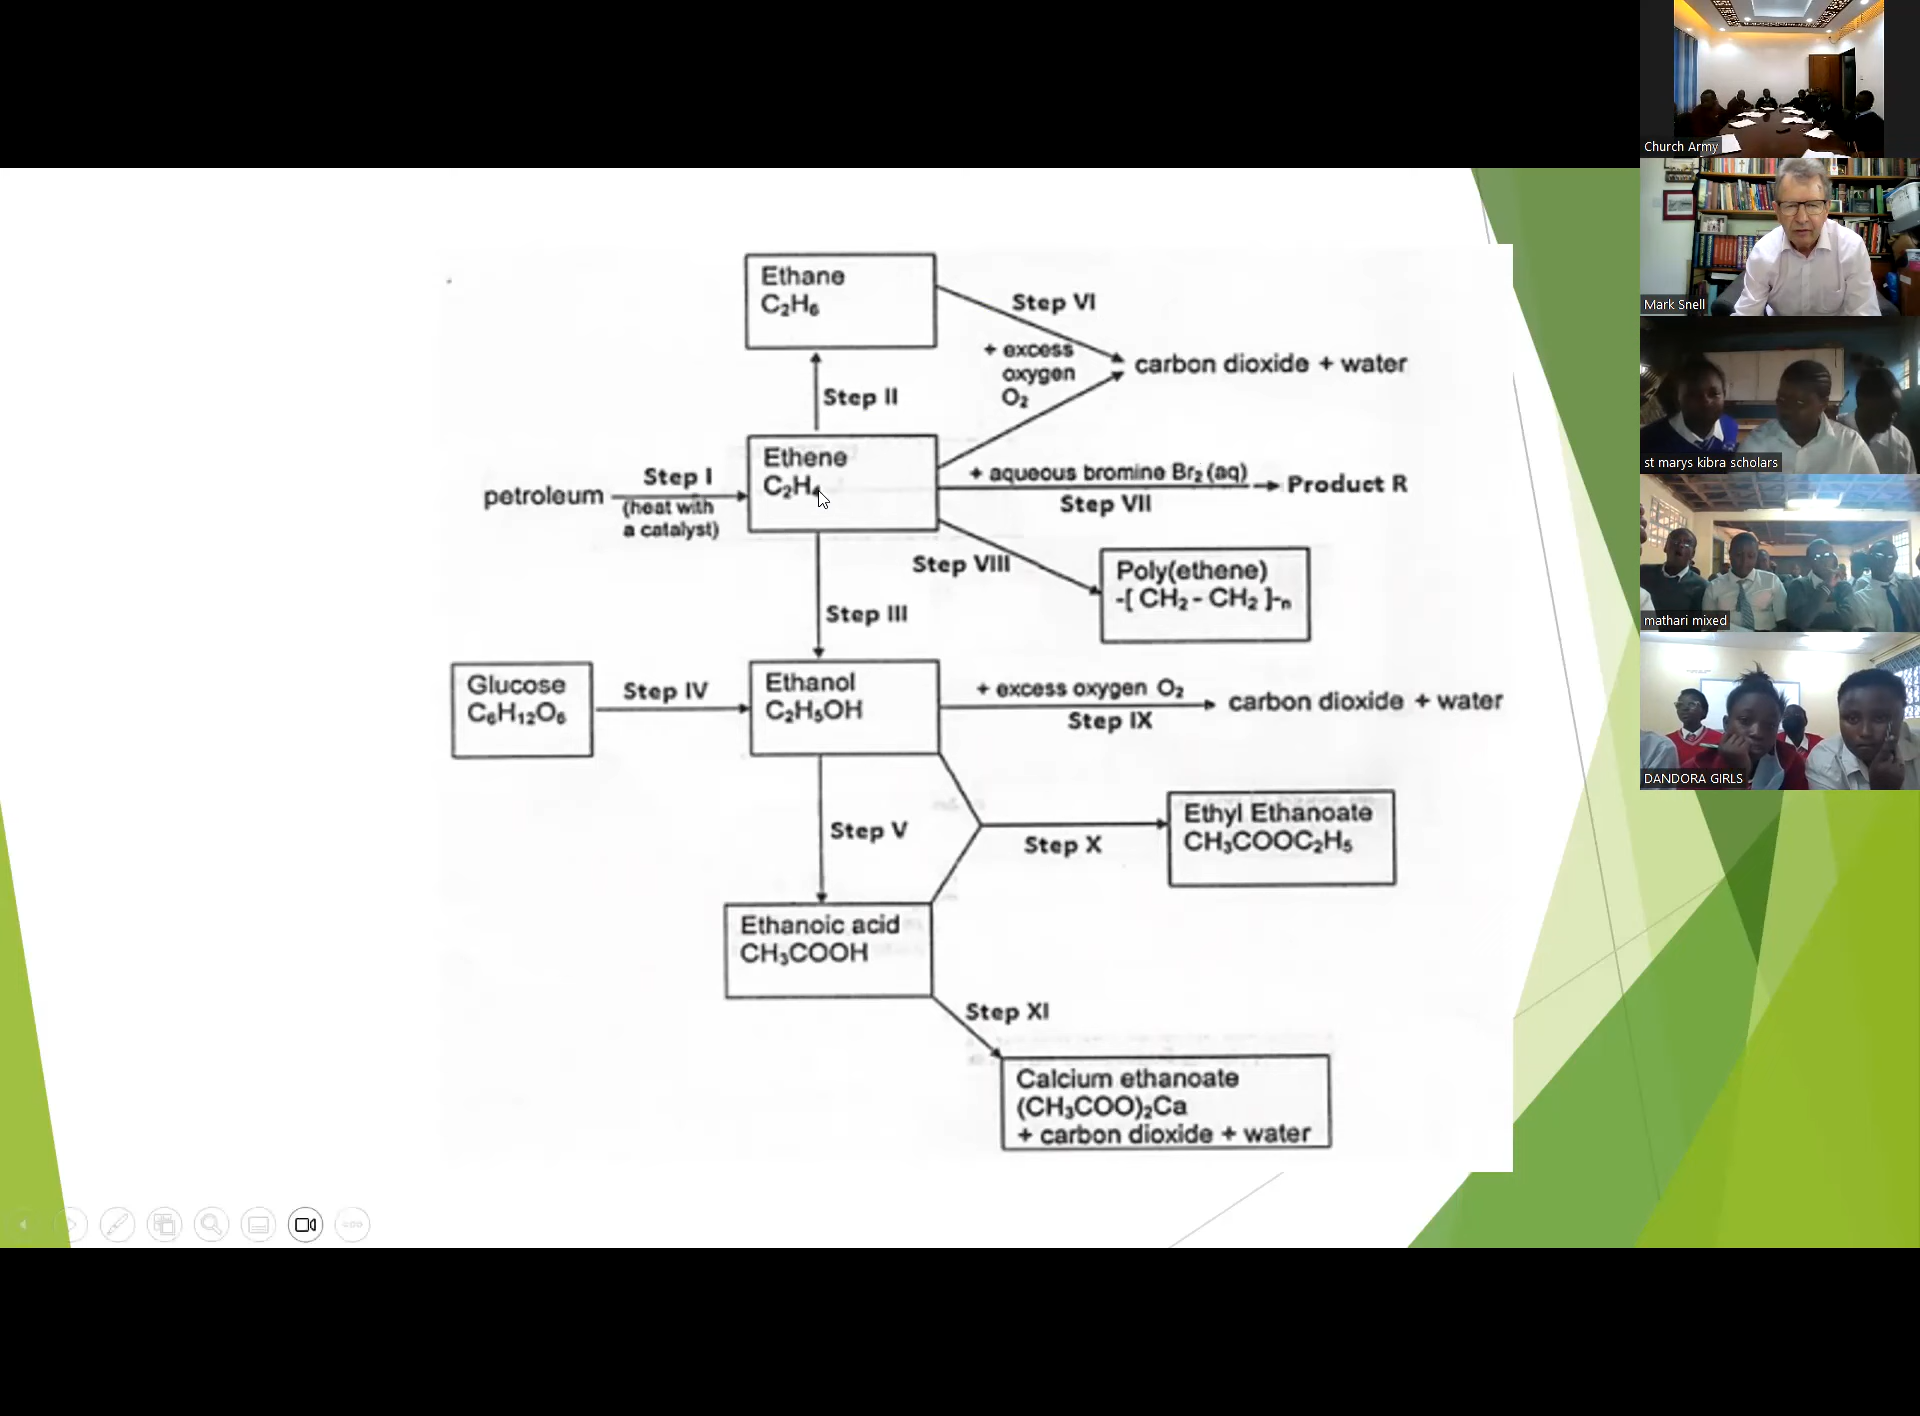 Ethane
C₂H₆
Step VI
+ excess
oxygen
O₂
carbon dioxide + water
Step II
Ethene
C₂H₄
petroleum
Step I
(heat with
a catalyst)
+ aqueous bromine Br₂ (aq)
Step VII
Product R
Step VIII
Poly(ethene)
-[ CH₂ - CH₂ ]-n
Step III
Glucose
C₆H₁₂O₆
Step IV
Ethanol
C₂H₅OH
+ excess oxygen O₂
Step IX
carbon dioxide + water
Step V
Step X
Ethyl Ethanoate
CH₃COOC₂H₅
Ethanoic acid
CH₃COOH
Step XI
Calcium ethanoate
(CH₃COO)₂Ca
+ carbon dioxide + water
Church Army
Mark Snell
st marys kibra scholars
mathari mixed
DANDORA GIRLS